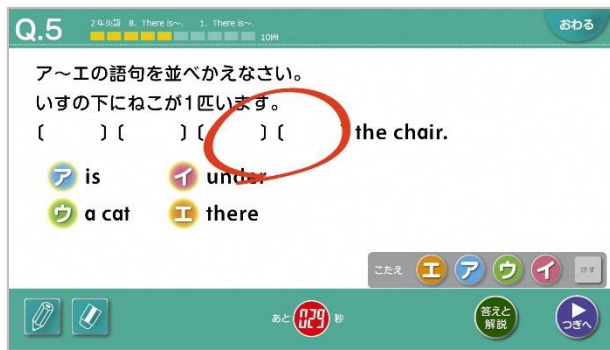 Q.5
2年英語 8. There is~. 1. There is~.
10問
おわる
ア～エの語句を並べかえなさい。
いすの下にねこが1匹います。
〔 〕〔 〕〔 〕〔 〕the chair.
ア is イ under
ウ a cat エ there
こたえ エ ア ウ イ けす
あと 029 秒
答えと
解説
つぎへ